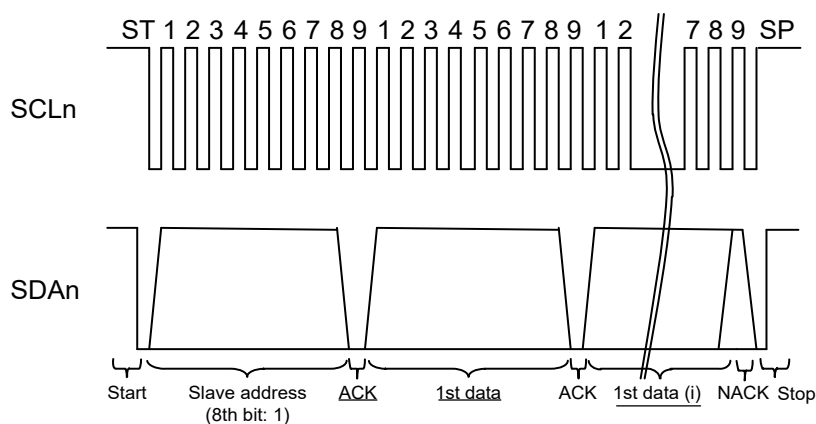 ST 1 2 3 4 5 6 7 8 9 1 2 3 4 5 6 7 8 9 1 2 7 8 9 SP
SCLn
SDAn
Start Slave address ACK 1st data ACK 1st data (i) NACK Stop
(8th bit: 1)